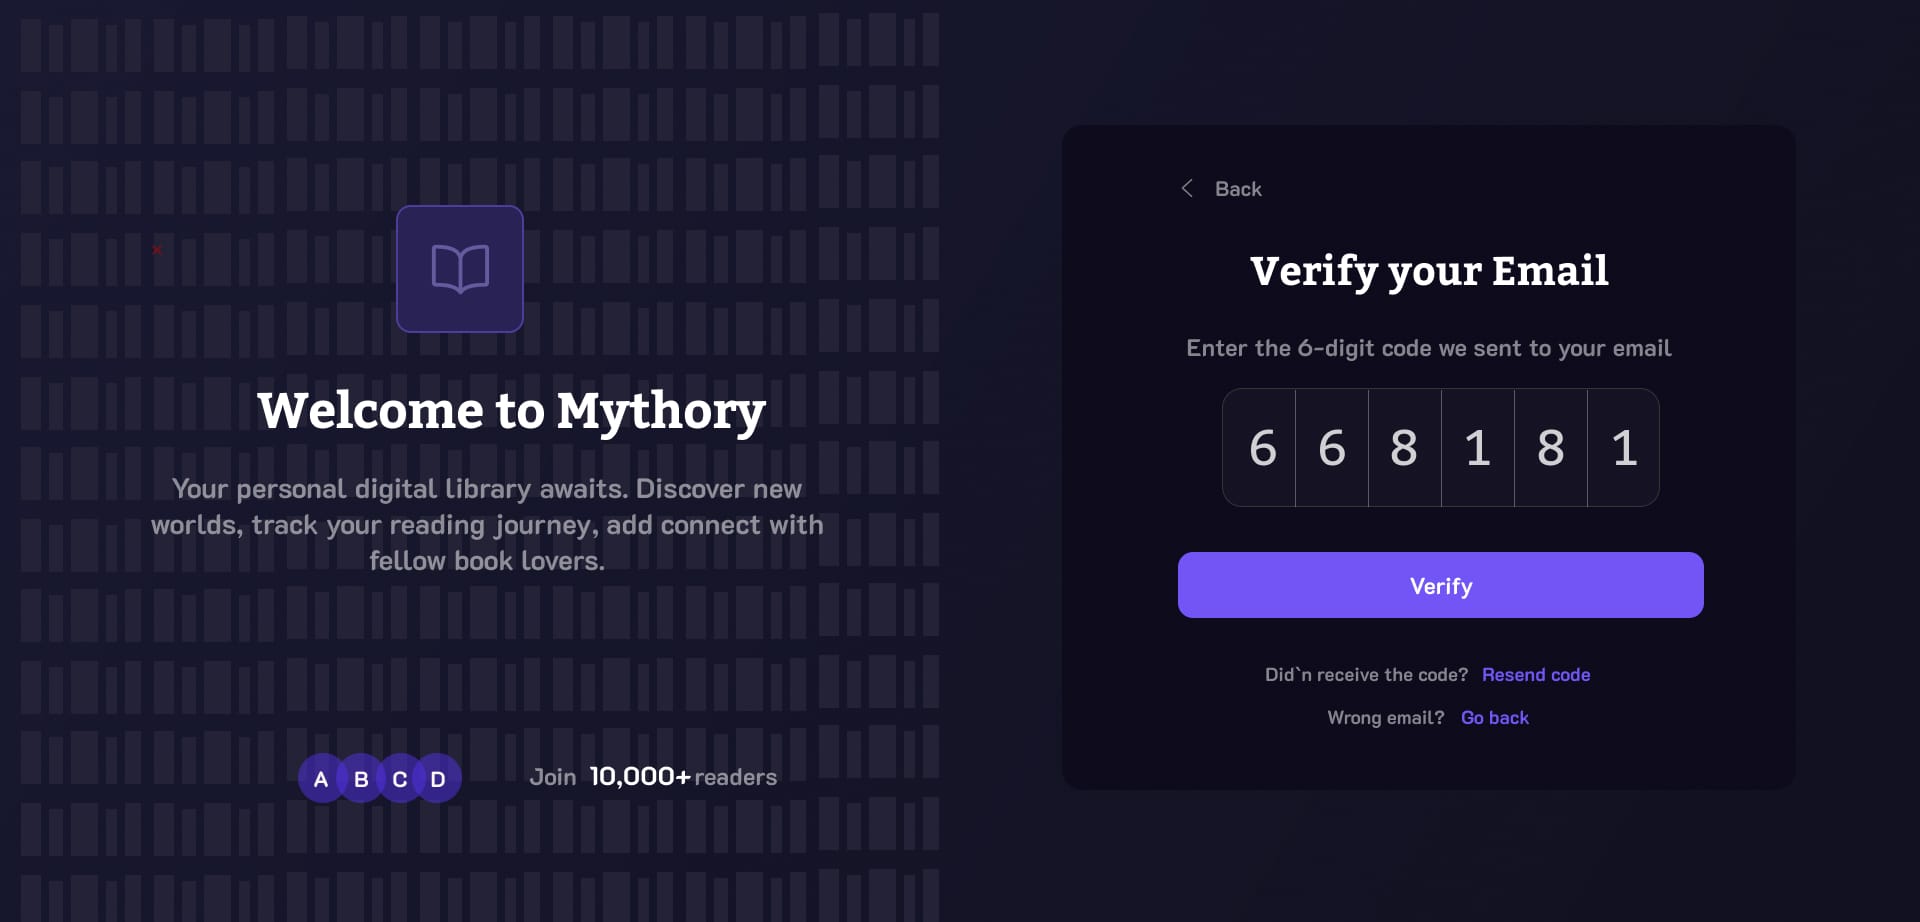 Welcome to Mythory
Your personal digital library awaits. Discover new
worlds, track your reading journey, add connect with
fellow book lovers.
A B C D
Join 10,000+ readers
Back
Verify your Email
Enter the 6-digit code we sent to your email
6 6 8 1 8 1
Verify
Did`n receive the code? Resend code
Wrong email? Go back